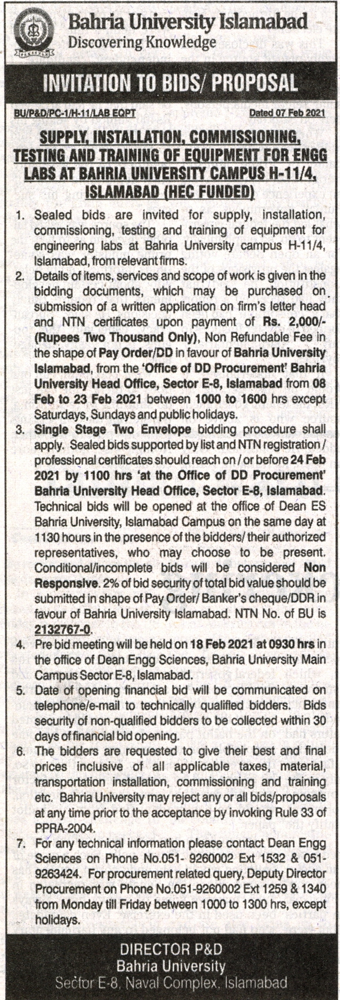 Bahria University Islamabad
Discovering Knowledge
INVITATION TO BIDS/ PROPOSAL
BU/P&D/PC-1/H-11/LAB EQPT Dated 07 Feb 2021
SUPPLY, INSTALLATION, COMMISSIONING,
TESTING AND TRAINING OF EQUIPMENT FOR ENGG
LABS AT BAHRIA UNIVERSITY CAMPUS H-11/4,
ISLAMABAD (HEC FUNDED)
1. Sealed bids are invited for supply, installation,
commissioning, testing and training of equipment for
engineering labs at Bahria University campus H-11/4,
Islamabad, from relevant firms.
2. Details of items, services and scope of work is given in the
bidding documents, which may be purchased on
submission of a written application on firm's letter head
and NTN certificates upon payment of Rs. 2,000/-
(Rupees Two Thousand Only), Non Refundable Fee in
the shape of Pay Order/DD in favour of Bahria University
Islamabad, from the 'Office of DD Procurement' Bahria
University Head Office, Sector E-8, Islamabad from 08
Feb to 23 Feb 2021 between 1000 to 1600 hrs except
Saturdays, Sundays and public holidays.
3. Single Stage Two Envelope bidding procedure shall
apply. Sealed bids supported by list and NTN registration /
professional certificates should reach on / or before 24 Feb
2021 by 1100 hrs 'at the Office of DD Procurement'
Bahria University Head Office, Sector E-8, Islamabad.
Technical bids will be opened at the office of Dean ES
Bahria University, Islamabad Campus on the same day at
1130 hours in the presence of the bidders/ their authorized
representatives, who may choose to be present.
Conditional/incomplete bids will be considered Non
Responsive. 2% of bid security of total bid value should be
submitted in shape of Pay Order/ Banker's cheque/DDR in
favour of Bahria University Islamabad. NTN No. of BU is
2132767-0.
4. Pre bid meeting will be held on 18 Feb 2021 at 0930 hrs in
the office of Dean Engg Sciences, Bahria University Main
Campus Sector E-8, Islamabad.
5. Date of opening financial bid will be communicated on
telephone/e-mail to technically qualified bidders. Bids
security of non-qualified bidders to be collected within 30
days of financial bid opening.
6. The bidders are requested to give their best and final
prices inclusive of all applicable taxes, material,
transportation installation, commissioning and training
etc. Bahria University may reject any or all bids/proposals
at any time prior to the acceptance by invoking Rule 33 of
PPRA-2004.
7. For any technical information please contact Dean Engg
Sciences on Phone No.051- 9260002 Ext 1532 & 051-
9263424. For procurement related query, Deputy Director
Procurement on Phone No.051-9260002 Ext 1259 & 1340
from Monday till Friday between 1000 to 1300 hrs, except
holidays.
DIRECTOR P&D
Bahria University
Sector E-8, Naval Complex, Islamabad